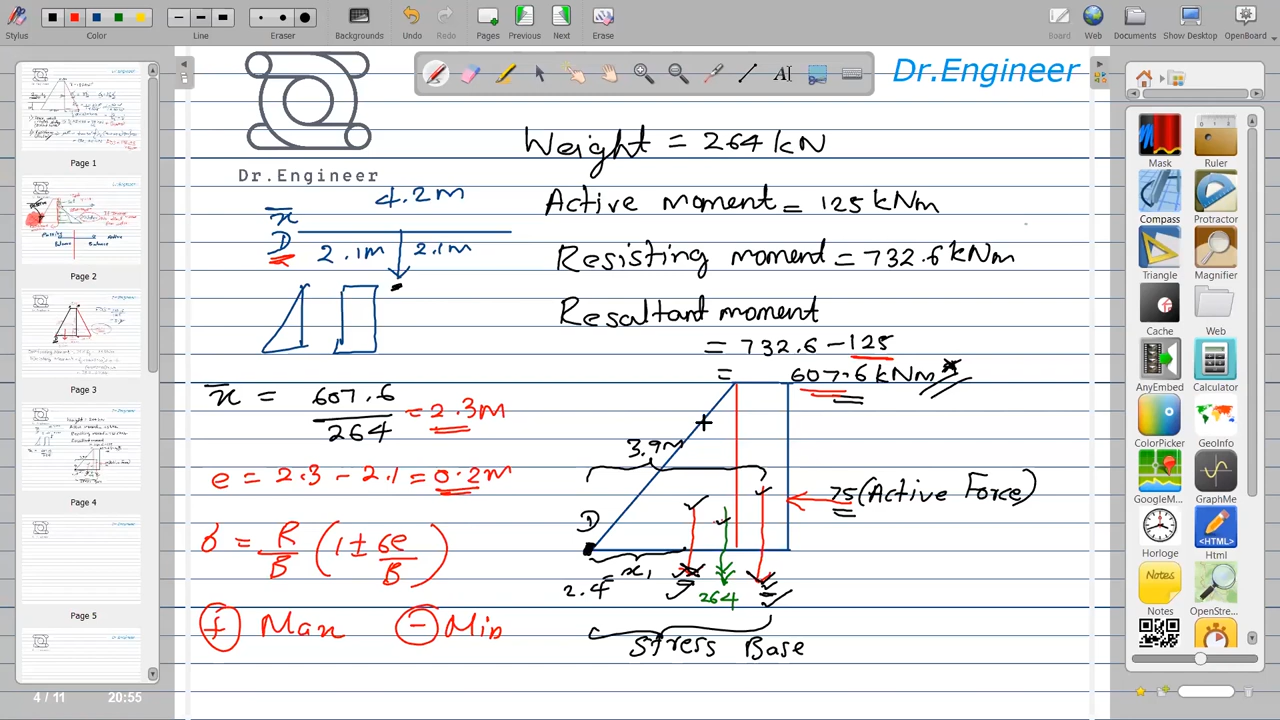 Stylus
Color
Line
Eraser
Backgrounds
Undo
Redo
Pages
Previous
Next
Erase
Board
Web
Documents
Show Desktop
OpenBoard
Dr.Engineer
Dr.Engineer
Weight = 264 kN
Active moment = 125 kNm
Resisting moment = 732.6 kNm
Resaltant moment
= 732.6 - 125
= 607.6 kNm
4.2m
x̄
D
2.1m
2.1m
x̄ = 607.6 / 264 = 2.3m
e = 2.3 - 2.1 = 0.2m
σ = R/B (1 ± 6e/B)
+ Max - Min
3.9m
75 (Active Force)
D
2.4 = x1
264
Stress Base
Page 1
Page 2
Page 3
Page 4
Page 5
4 / 11
20:55
Mask
Ruler
Compass
Protractor
Triangle
Magnifier
Cache
Web
AnyEmbed
Calculator
ColorPicker
GeoInfo
GoogleM...
GraphMe
Horloge
<HTML>
Html
Notes
Notes
OpenStre...